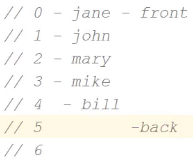 // 0 - jane - front
// 1 - john
// 2 - mary
// 3 - mike
// 4  - bill
// 5         -back
// 6